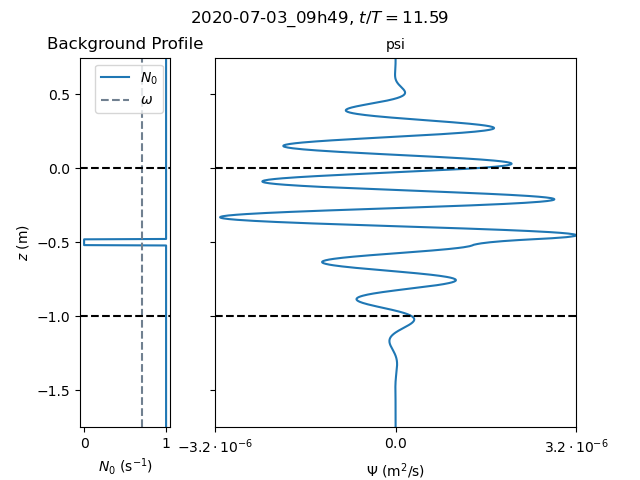 2020-07-03_09h49, t/T = 11.59
Background Profile
psi
N₀
ω
0.5
0.0
−0.5
−1.0
−1.5
z (m)
0
1
N₀ (s⁻¹)
−3.2 · 10⁻⁶
0.0
3.2 · 10⁻⁶
Ψ (m²/s)